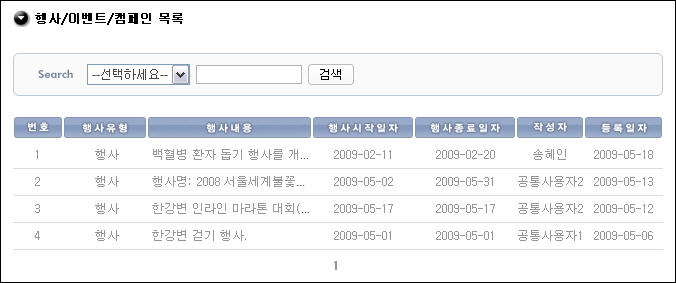 행사/이벤트/캠페인 목록
Search --선택하세요-- 검색
번호 행사유형 행사내용 행사시작일자 행사종료일자 작성자 등록일자
1 행사 백혈병 환자 돕기 행사를 개... 2009-02-11 2009-02-20 송혜인 2009-05-18
2 행사 행사명: 2008 서울세계불꽃... 2009-05-02 2009-05-31 공통사용자2 2009-05-13
3 행사 한강변 인라인 마라톤 대회(... 2009-05-17 2009-05-17 공통사용자2 2009-05-12
4 행사 한강변 걷기 행사. 2009-05-01 2009-05-01 공통사용자1 2009-05-06
1